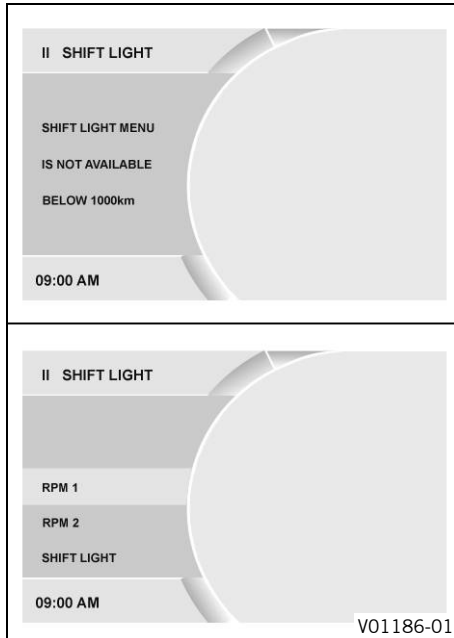 II SHIFT LIGHT
SHIFT LIGHT MENU
IS NOT AVAILABLE
BELOW 1000km
09:00 AM
II SHIFT LIGHT
RPM 1
RPM 2
SHIFT LIGHT
09:00 AM
V01186-01